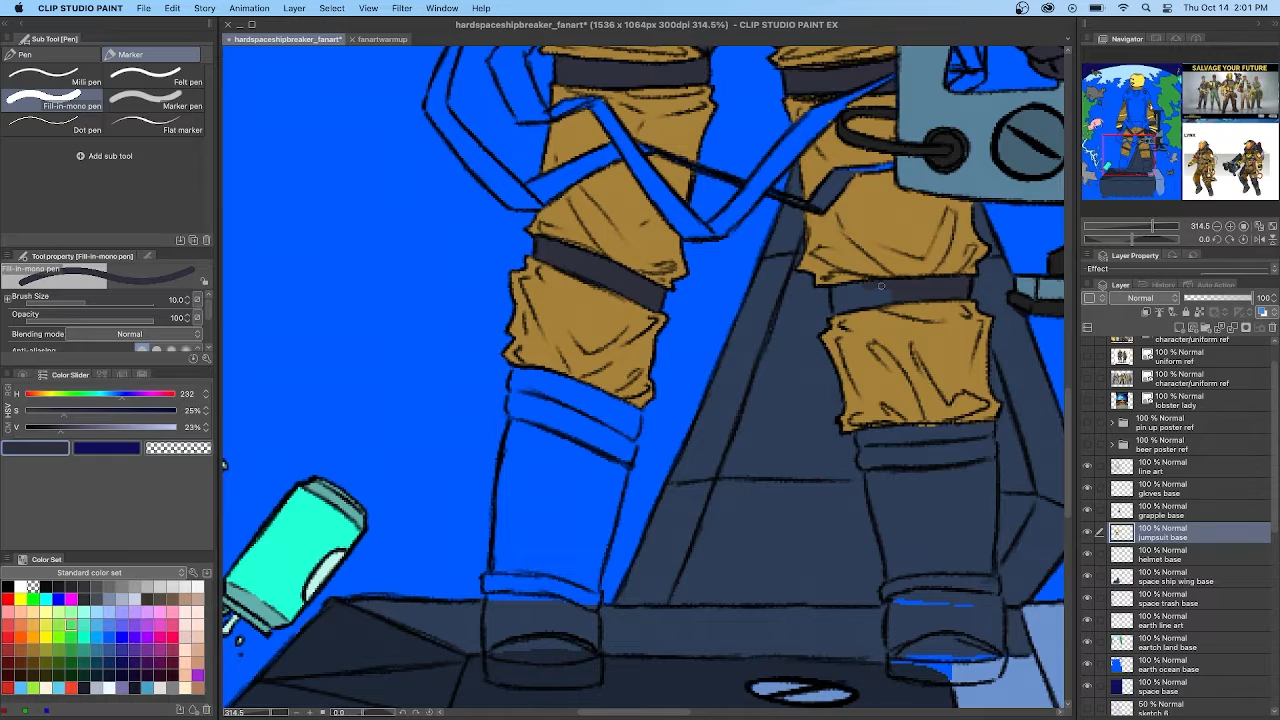 CLIP STUDIO PAINT File Edit Story Animation Layer Select View Filter Window Help Thu Oct 14 2:01 PM
hardspaceshipbreaker_fanart* (1536 x 1064px 300dpi 314.5%) - CLIP STUDIO PAINT EX
Sub Tool [Pen]
hardspaceshipbreaker_fanart* fanartwarmup
Navigator
Pen Marker
Milli pen Felt pen
Fill-in-mono pen Marker pen
Dot pen Flat marker
Add sub tool
SALVAGE YOUR FUTURE
LYNX
314.5
0.0
Tool property [Fill-in-mono pen]
Fill-in-mono pen
Brush Size 10.0
Opacity 100
Blending mode Normal
Anti-aliasing
Layer Property
Effect
Layer History Auto Action
Normal 100
character/uniform ref
100 % Normal
uniform ref
100 % Normal
character/uniform ref
100 % Normal
lobster lady
100 % Normal
pin up poster ref
100 % Normal
beer poster ref
100 % Normal
line art
100 % Normal
gloves base
100 % Normal
grapple base
100 % Normal
jumpsuit base
100 % Normal
helmet base
100 % Normal
space ship wing base
100 % Normal
space trash base
100 % Normal
earth line art
100 % Normal
eartch land base
100 % Normal
earth ocean base
100 % Normal
space base
50 % Normal
sketch 6
Color Slider
H 232
S 25%
V 23%
HSV
Color Set
Standard color set
314.5 0.0